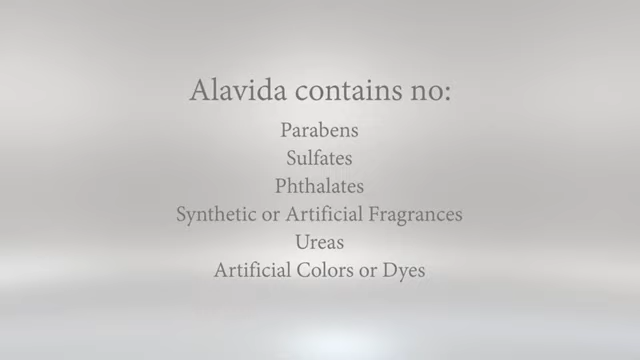 Alavida contains no:
Parabens
Sulfates
Phthalates
Synthetic or Artificial Fragrances
Ureas
Artificial Colors or Dyes